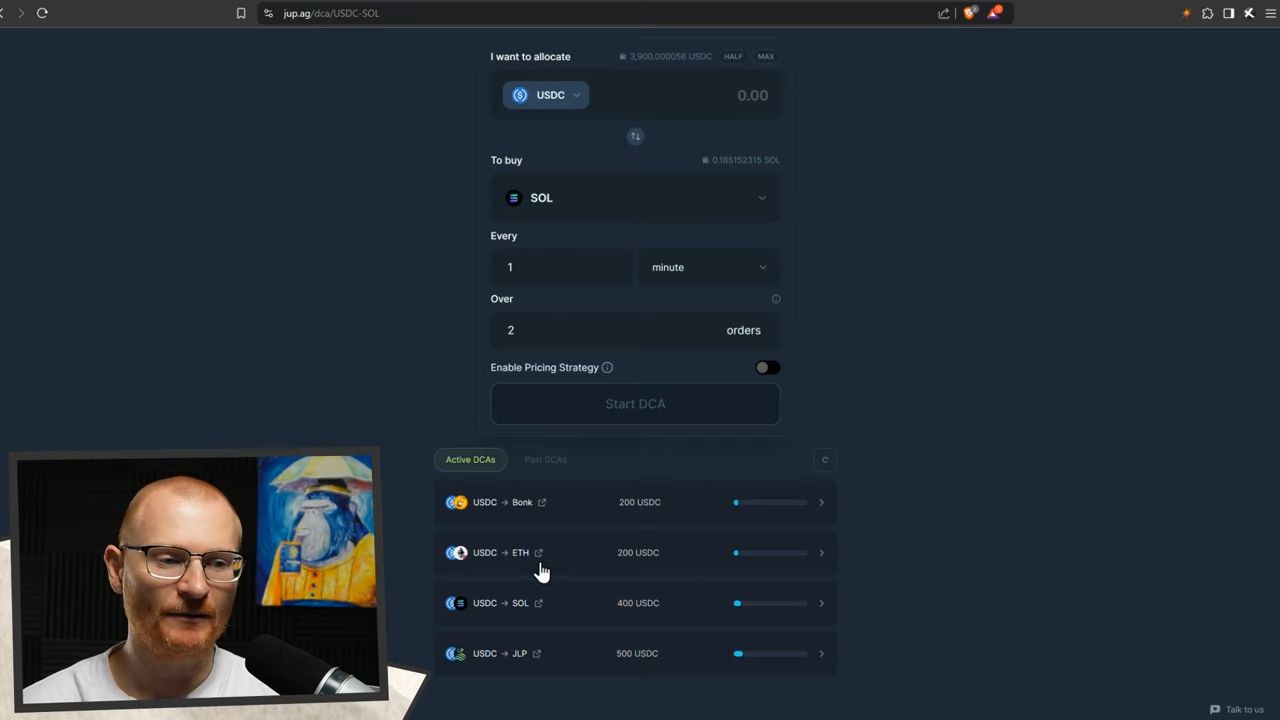 jup.ag/dca/USDC-SOL
I want to allocate
3,900.000056 USDC
HALF
MAX
USDC
0.00
To buy
0.185152315 SOL
SOL
Every
1
minute
Over
2
orders
Enable Pricing Strategy
Start DCA
Active DCAs
Past DCAs
USDC → Bonk
200 USDC
USDC → ETH
200 USDC
USDC → SOL
400 USDC
USDC → JLP
500 USDC
Talk to us